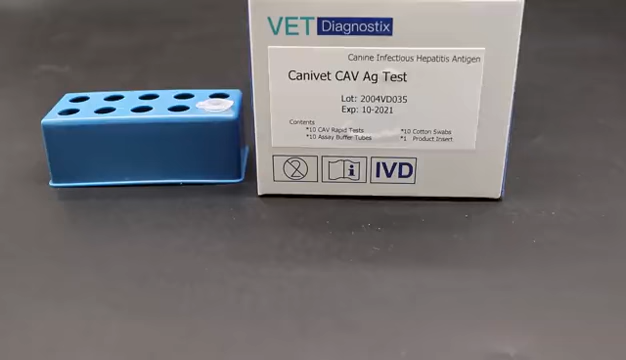 VET Diagnostix
Canine Infectious Hepatitis Antigen
Canivet CAV Ag Test
Lot: 2004VD035
Exp: 10-2021
Contents
*10 CAV Rapid Tests *10 Cotton Swabs
*10 Assay Buffer Tubes *1 Product Insert
2 i IVD